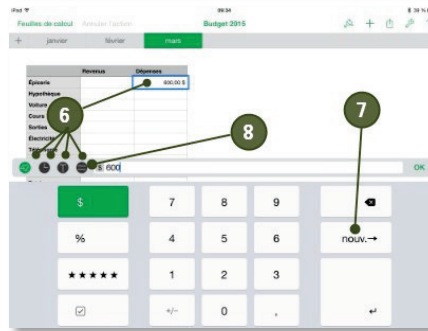 iPad 09:34 39 %
Feuilles de calcul Annuler l'action Budget 2015
+ janvier février mars
Revenus Dépenses
Épicerie 600,00 $
Hypothèque
Voiture
Cours
Sorties
Électricité
Téléphone
6
8
7
T $ 600 OK
$ 7 8 9
% 4 5 6 nouv.→
★★★★★ 1 2 3
+/- 0 ,